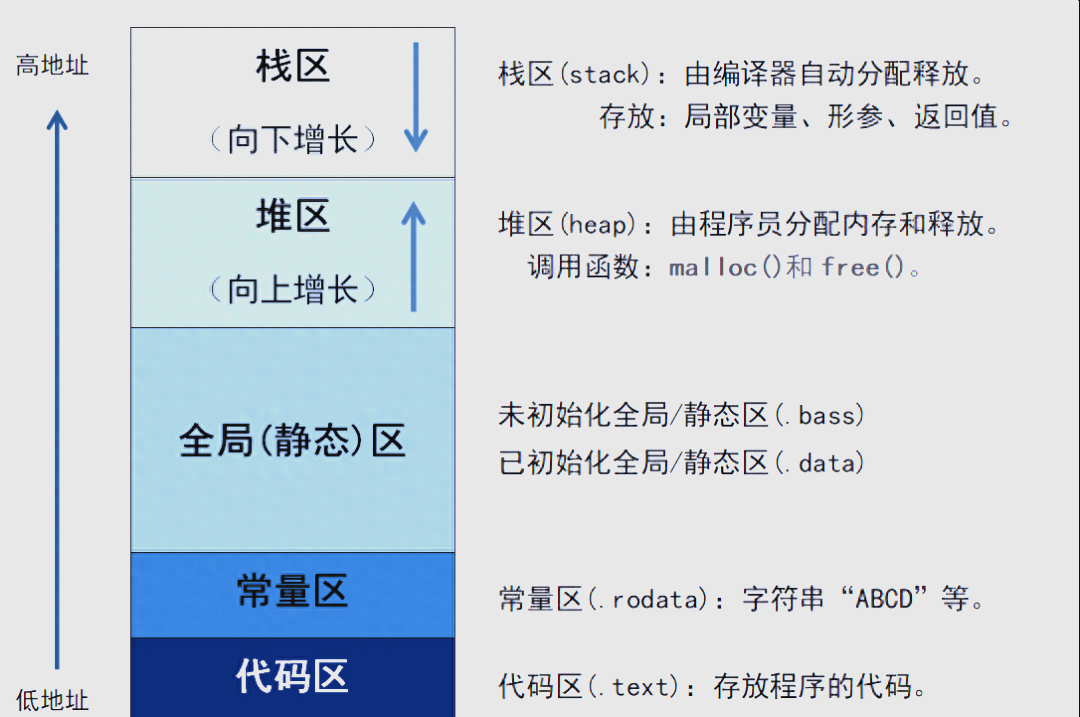 高地址
栈区
（向下增长）
栈区(stack)：由编译器自动分配释放。
存放：局部变量、形参、返回值。
堆区
（向上增长）
堆区(heap)：由程序员分配内存和释放。
调用函数：malloc()和free()。
全局(静态)区
未初始化全局/静态区(.bass)
已初始化全局/静态区(.data)
常量区
常量区(.rodata)：字符串“ABCD”等。
代码区
代码区(.text)：存放程序的代码。
低地址